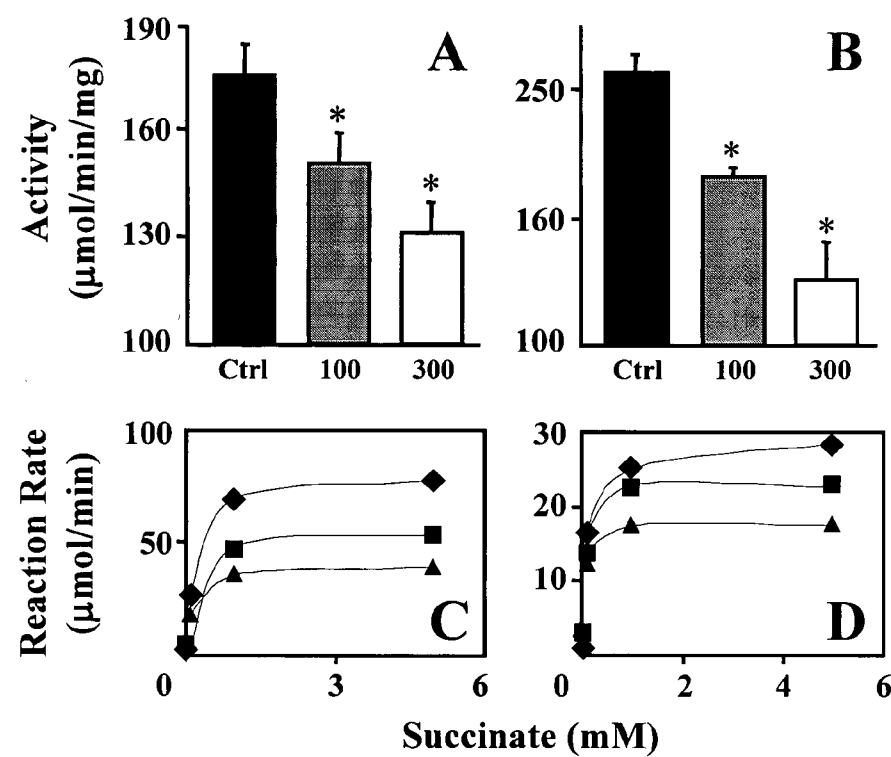 Activity
(µmol/min/mg)
190
160
130
100
A
*
*
Ctrl 100 300
250
160
100
B
*
*
Ctrl 100 300
Reaction Rate
(µmol/min)
100
50
C
0 3 6
30
20
10
D
0 2 4 6
Succinate (mM)